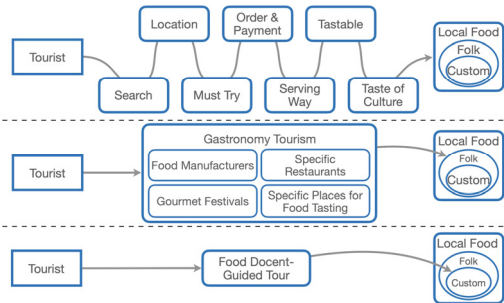 Location
Order &
Payment
Tastable
Tourist
Search
Must Try
Serving
Way
Taste of
Culture
Local Food
Folk
Custom
Gastronomy Tourism
Tourist
Food Manufacturers
Specific
Restaurants
Gourmet Festivals
Specific Places for
Food Tasting
Local Food
Folk
Custom
Tourist
Food Docent-
Guided Tour
Local Food
Folk
Custom